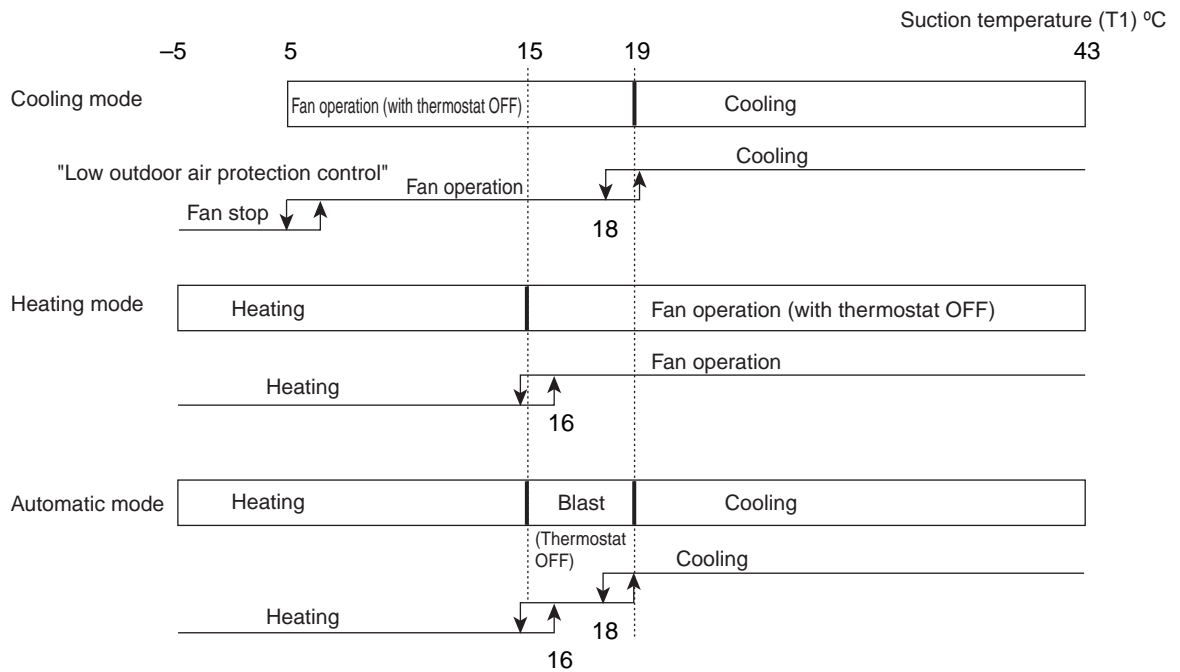 Suction temperature (T1) ºC
–5 5 15 19 43
Cooling mode
Fan operation (with thermostat OFF)
Cooling
Cooling
"Low outdoor air protection control"
Fan operation
Fan stop
18
Heating mode
Heating
Fan operation (with thermostat OFF)
Fan operation
Heating
16
Automatic mode
Heating
Blast
Cooling
(Thermostat
OFF)
Cooling
Heating
18
16